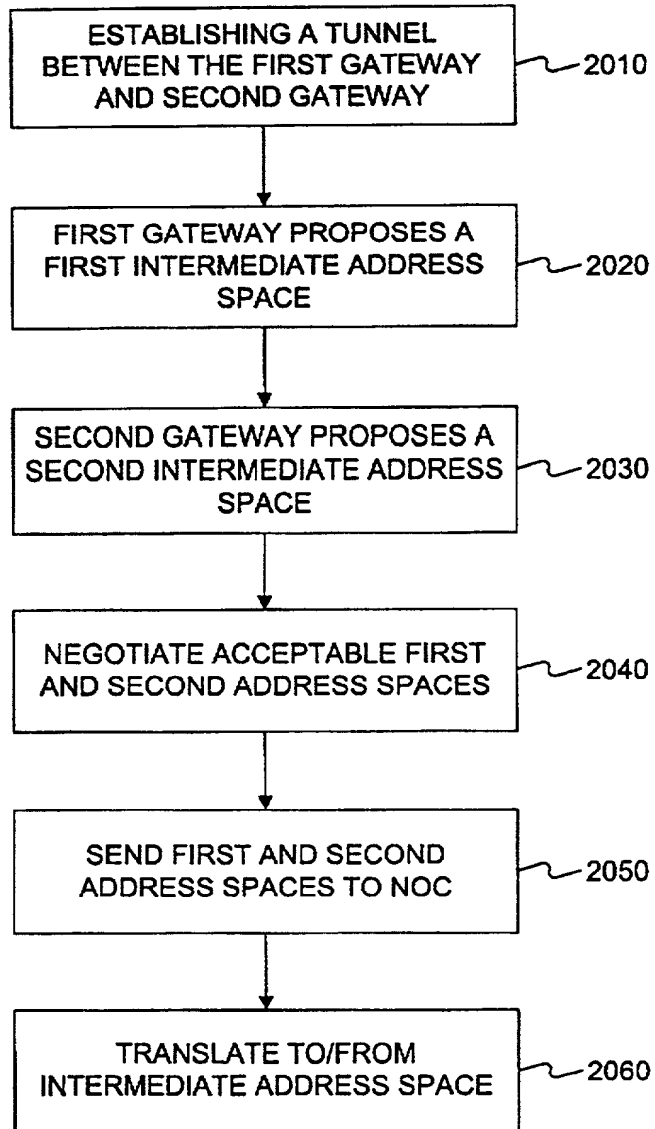 ESTABLISHING A TUNNEL
BETWEEN THE FIRST GATEWAY
AND SECOND GATEWAY
2010
FIRST GATEWAY PROPOSES A
FIRST INTERMEDIATE ADDRESS
SPACE
2020
SECOND GATEWAY PROPOSES A
SECOND INTERMEDIATE ADDRESS
SPACE
2030
NEGOTIATE ACCEPTABLE FIRST
AND SECOND ADDRESS SPACES
2040
SEND FIRST AND SECOND
ADDRESS SPACES TO NOC
2050
TRANSLATE TO/FROM
INTERMEDIATE ADDRESS SPACE
2060